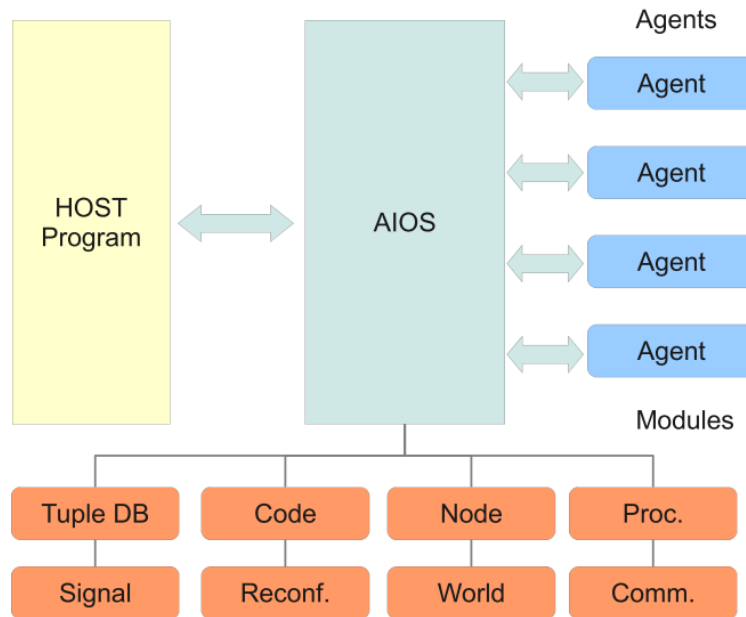 Agents
Agent
Agent
HOST
Program
AIOS
Agent
Agent
Modules
Tuple DB
Code
Node
Proc.
Signal
Reconf.
World
Comm.